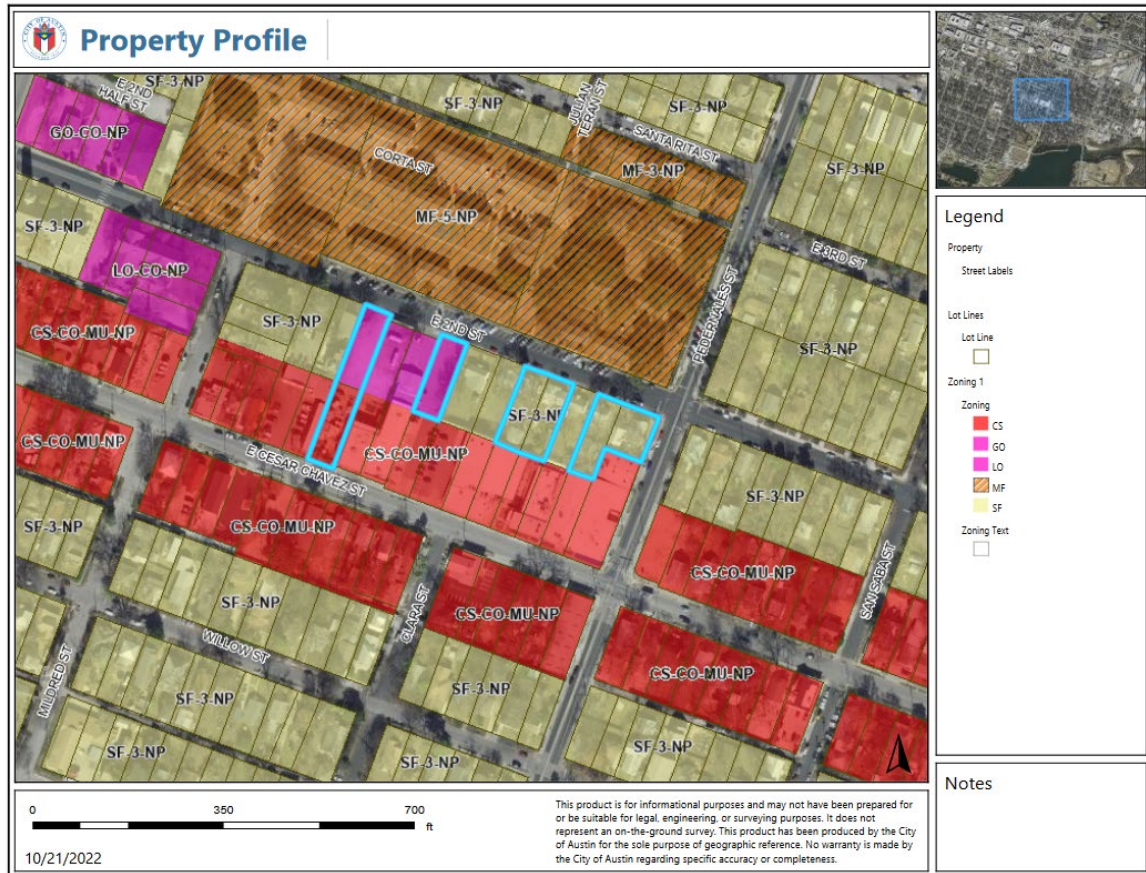 CITY OF AUSTIN
Property Profile
E 2ND
HALF ST
SF-3-NP
GO-CO-NP
CORTA ST
SF-3-NP
JULIAN
TERAN ST
SF-3-NP
SANTA RITA ST
MF-3-NP
SF-3-NP
MF-5-NP
SF-3-NP
LO-CO-NP
E 3RD ST
PEDERNALES ST
CS-CO-MU-NP
SF-3-NP
E 2ND ST
SF-3-NP
SF-3-NP
CS-CO-MU-NP
CS-CO-MU-NP
E CESAR CHAVEZ ST
SF-3-NP
SF-3-NP
CS-CO-MU-NP
CS-CO-MU-NP
SAN SABA ST
SF-3-NP
CLARA ST
CS-CO-MU-NP
WILLOW ST
MILDRED ST
CS-CO-MU-NP
SF-3-NP
SF-3-NP
SF-3-NP
SF-3-NP
SF-3-NP
Legend
Property
Street Labels
Lot Lines
Lot Line
Zoning 1
Zoning
CS
GO
LO
MF
SF
Zoning Text
Notes
0 350 700
ft
10/21/2022
This product is for informational purposes and may not have been prepared for
or be suitable for legal, engineering, or surveying purposes. It does not
represent an on-the-ground survey. This product has been produced by the City
of Austin for the sole purpose of geographic reference. No warranty is made by
the City of Austin regarding specific accuracy or completeness.